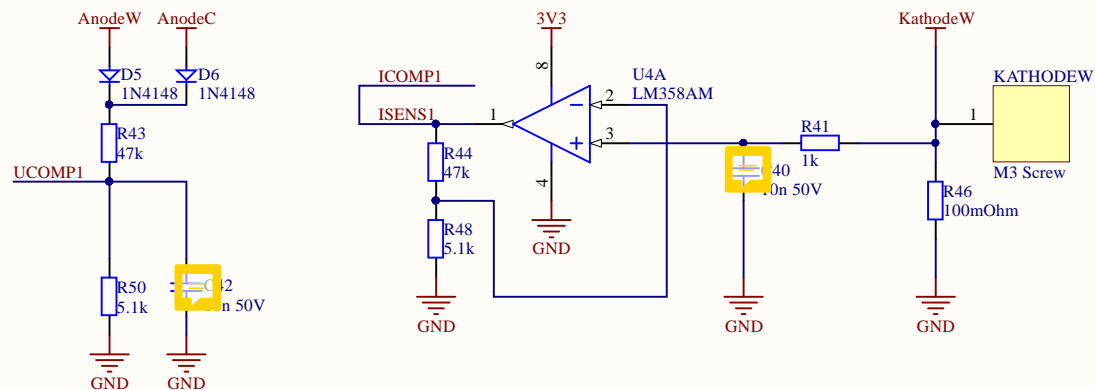 AnodeW
AnodeC
D5
1N4148
D6
1N4148
R43
47k
UCOMP1
R50
5.1k
50V
GND
GND
3V3
ICOMP1
ISENS1
1
8
4
2
3
U4A
LM358AM
R44
47k
R48
5.1k
GND
GND
R41
1k
50V
GND
KathodeW
KATHODEW
1
M3 Screw
R46
100mOhm
GND